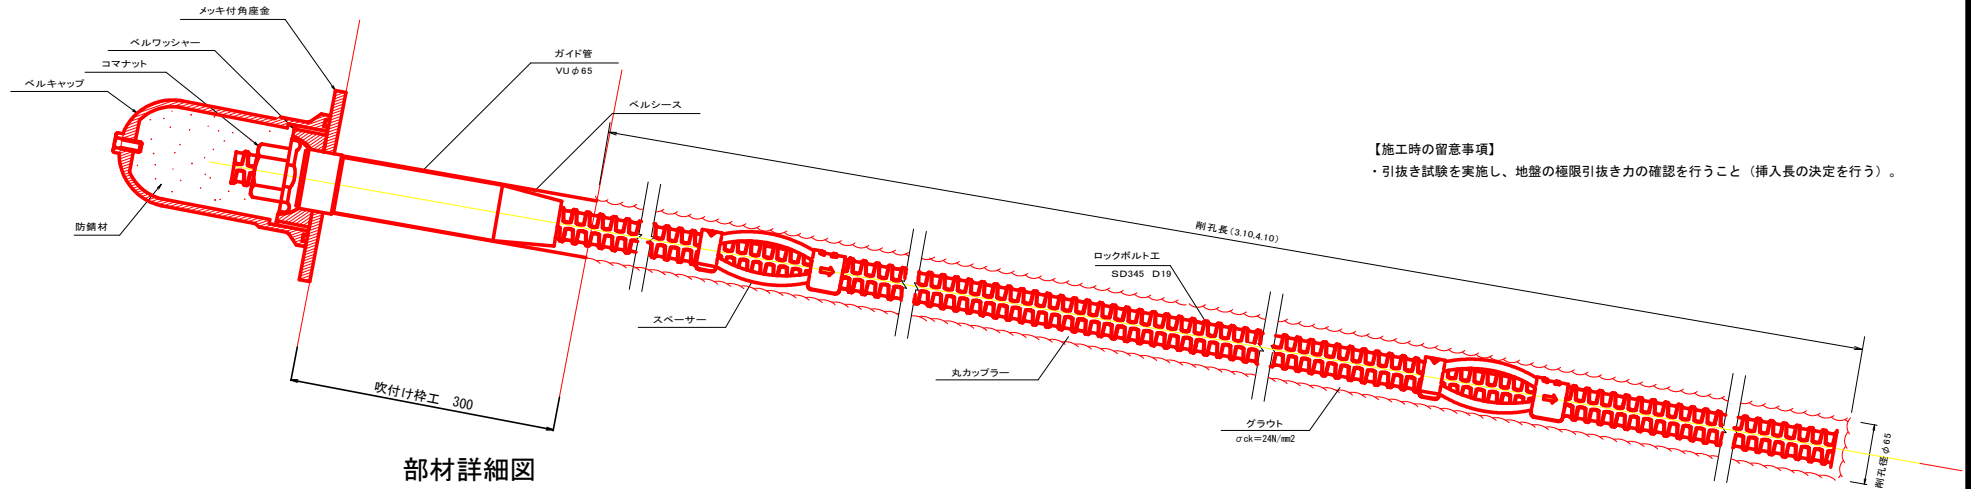 メッキ付角座金
ベルワッシャー
コマナット
ベルキャップ
防錆材
ガイド管
VUφ65
ベルシース
スペーサー
吹付け枠工 300
部材詳細図
削孔長(3.10,4.10)
ロックボルト工
SD345 D19
丸カップラー
グラウト
σck=24N/mm2
削孔径φ65
【施工時の留意事項】
・引抜き試験を実施し、地盤の極限引抜き力の確認を行うこと（挿入長の決定を行う）。